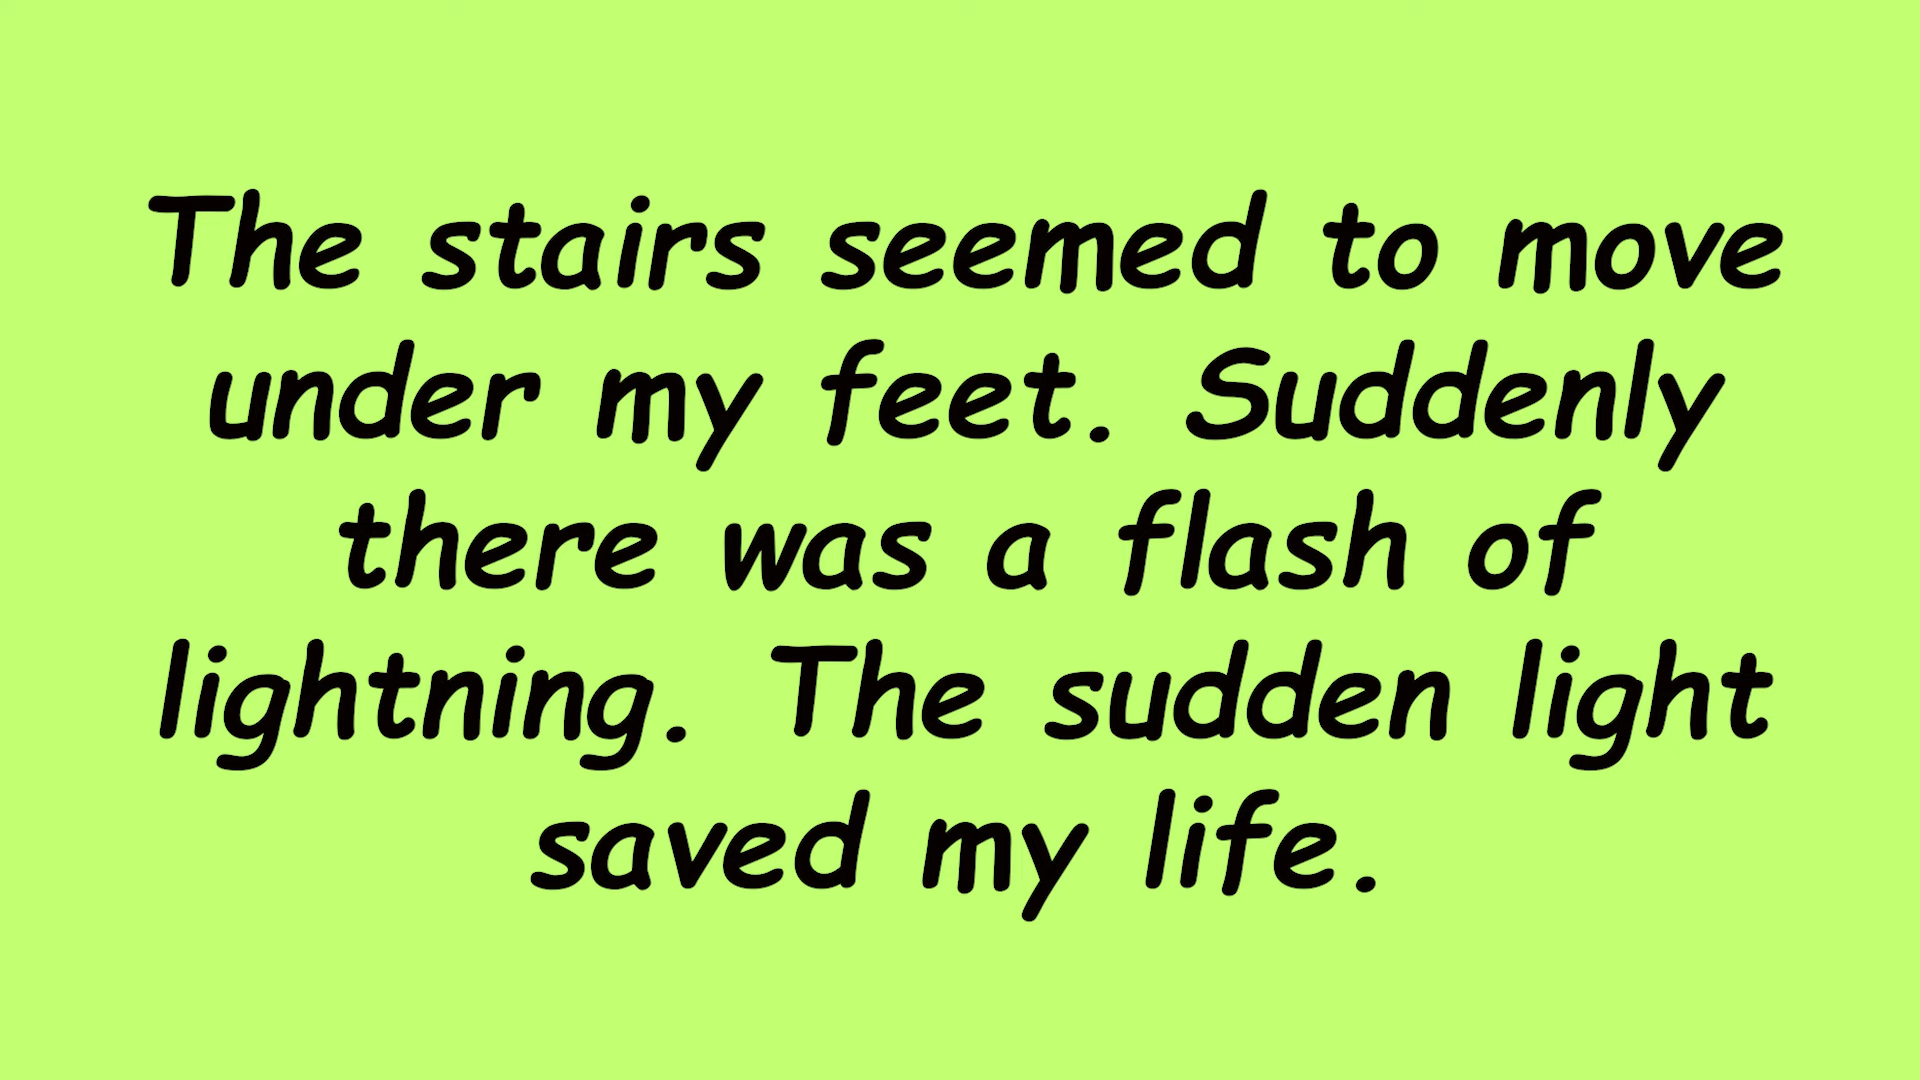 The stairs seemed to move
under my feet. Suddenly
there was a flash of
lightning. The sudden light
saved my life.